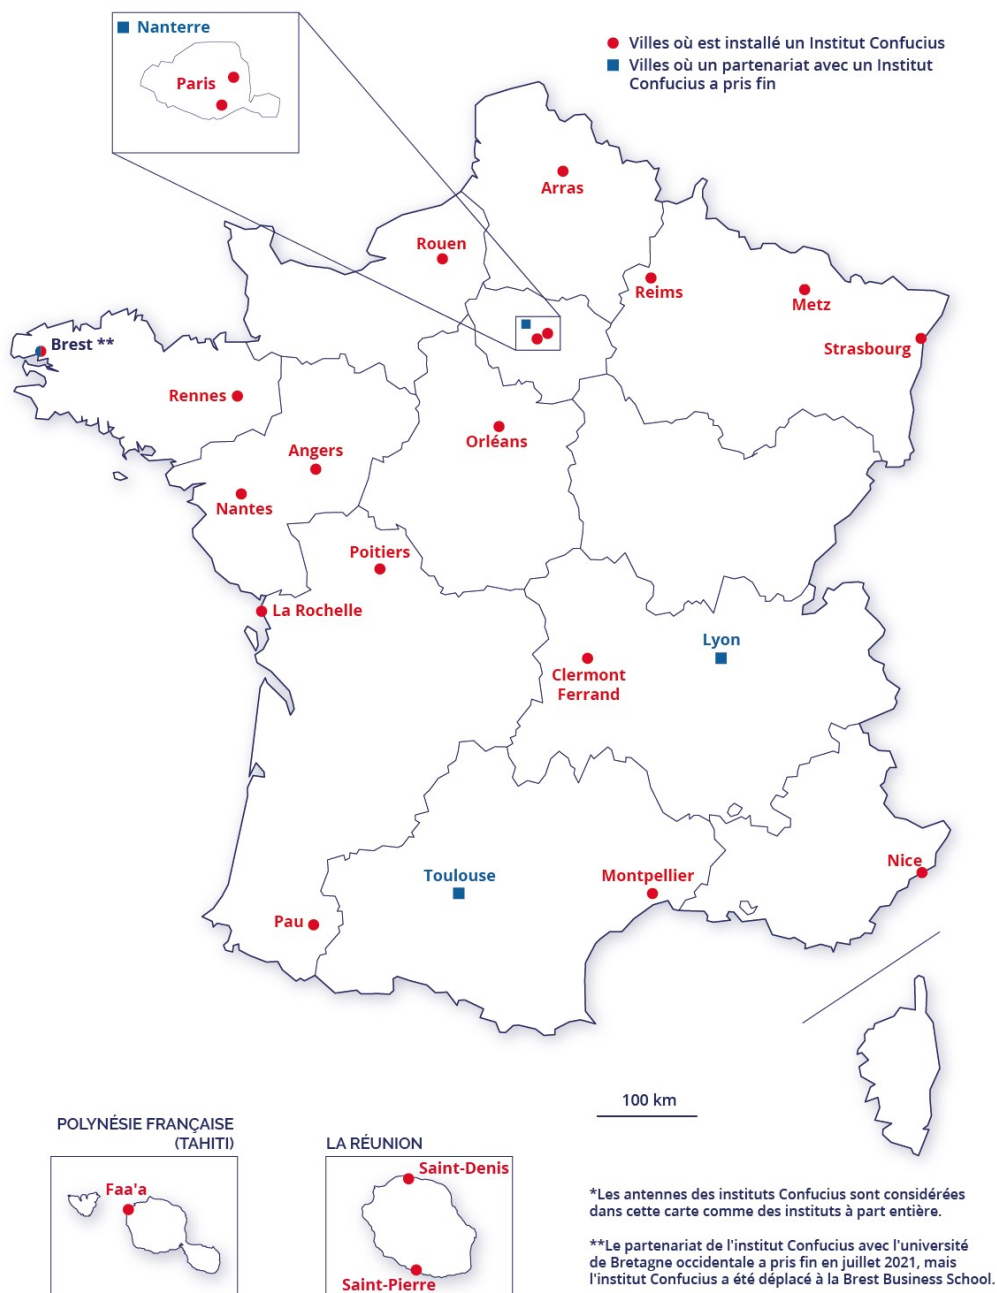 Nanterre
Paris
Villes où est installé un Institut Confucius
Villes où un partenariat avec un Institut
Confucius a pris fin
Arras
Rouen
Reims
Metz
Brest **
Strasbourg
Rennes
Orléans
Angers
Nantes
Poitiers
La Rochelle
Lyon
Clermont
Ferrand
Nice
Toulouse
Montpellier
Pau
100 km
POLYNÉSIE FRANÇAISE
(TAHITI)
Faa'a
LA RÉUNION
Saint-Denis
Saint-Pierre
*Les antennes des instituts Confucius sont considérées
dans cette carte comme des instituts à part entière.
**Le partenariat de l'institut Confucius avec l'université
de Bretagne occidentale a pris fin en juillet 2021, mais
l'institut Confucius a été déplacé à la Brest Business School.